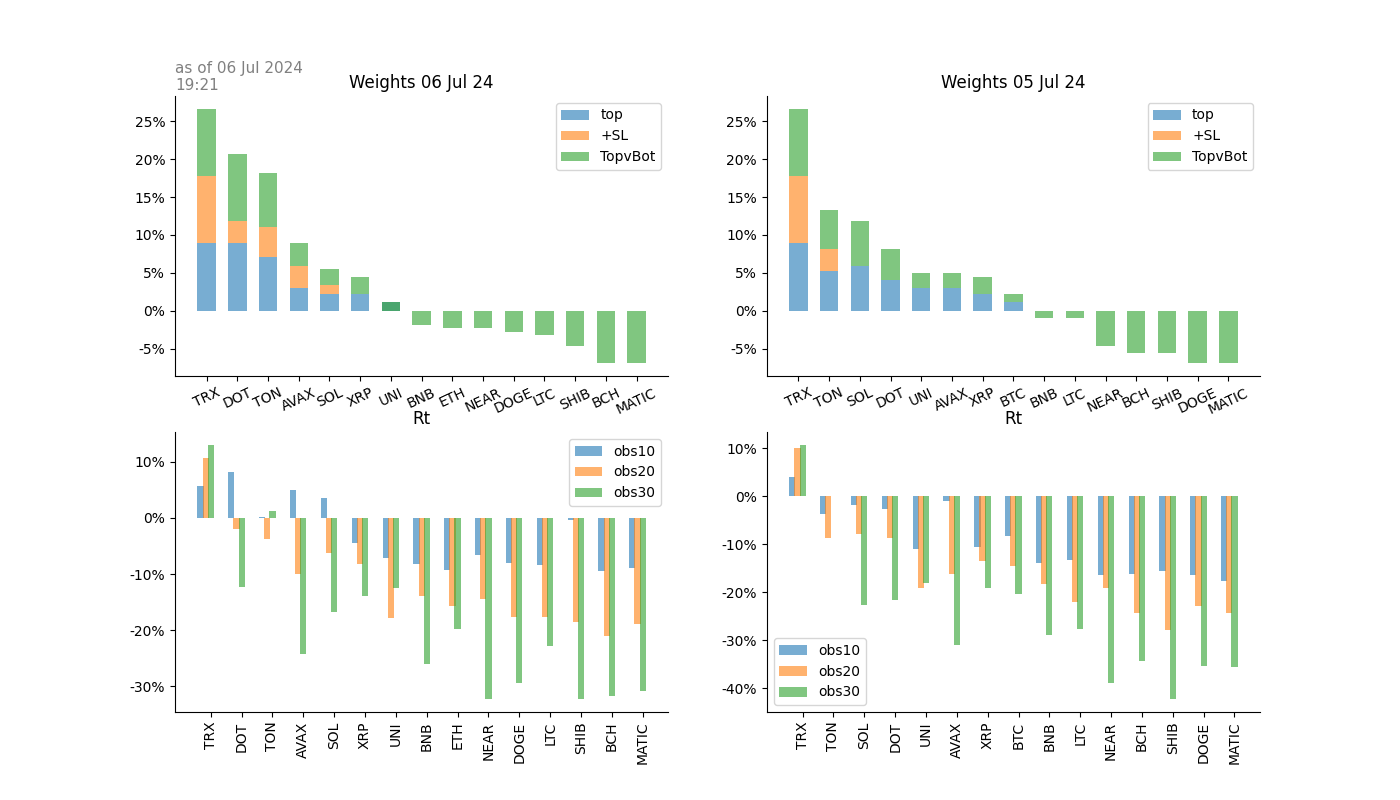 as of 06 Jul 2024
19:21
Weights 06 Jul 24
25%
20%
15%
10%
5%
0%
-5%
top
+SL
TopvBot
TRX DOT TON AVAX SOL XRP UNI BNB ETH NEAR DOGE LTC SHIB BCH MATIC
Weights 05 Jul 24
25%
20%
15%
10%
5%
0%
-5%
top
+SL
TopvBot
TRX TON SOL DOT UNI AVAX XRP BTC BNB LTC NEAR BCH SHIB DOGE MATIC
Rt
10%
0%
-10%
-20%
-30%
obs10
obs20
obs30
TRX DOT TON AVAX SOL XRP UNI BNB ETH NEAR DOGE LTC SHIB BCH MATIC
Rt
10%
0%
-10%
-20%
-30%
-40%
obs10
obs20
obs30
TRX TON SOL DOT UNI AVAX XRP BTC BNB LTC NEAR BCH SHIB DOGE MATIC